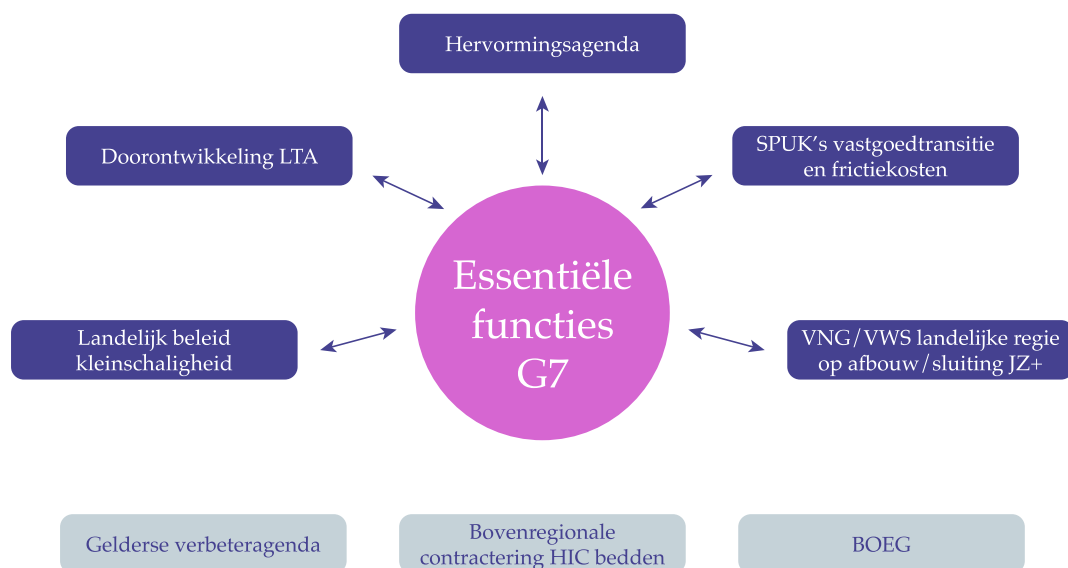 Hervormingsagenda
Doorontwikkeling LTA
SPUK's vastgoedtransitie
en frictiekosten
Essentiële
functies
G7
Landelijk beleid
kleinschaligheid
VNG/VWS landelijke regie
op afbouw/sluiting JZ+
Gelderse verbeteragenda
Bovenregionale
contractering HIC bedden
BOEG